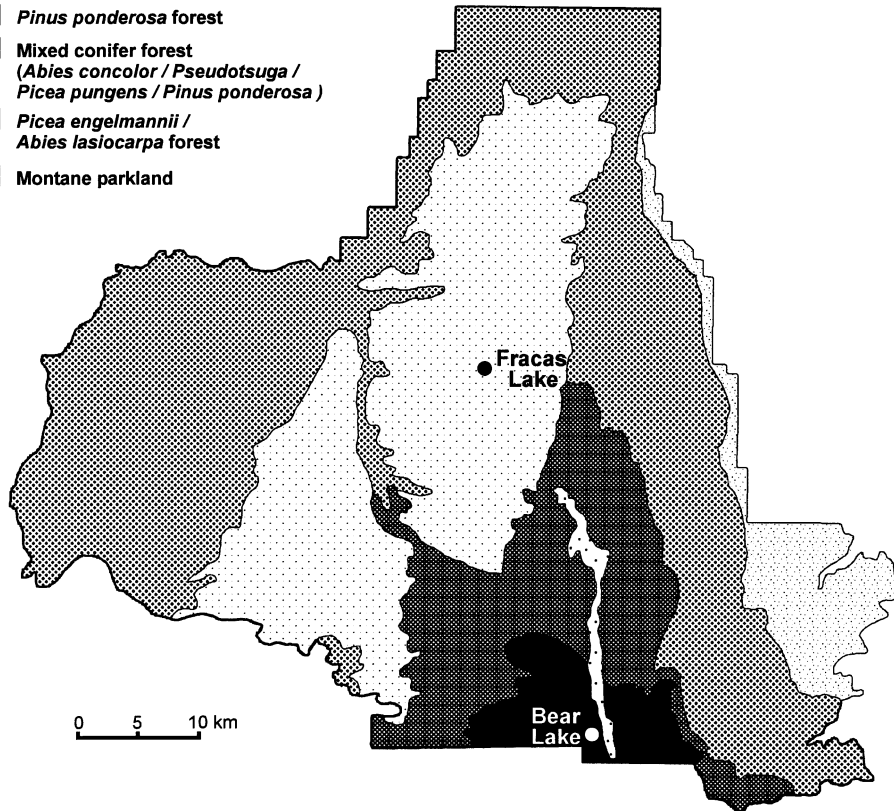 Pinus ponderosa forest
Mixed conifer forest
(Abies concolor / Pseudotsuga /
Picea pungens / Pinus ponderosa )
Picea engelmannii /
Abies lasiocarpa forest
Montane parkland
Fracas
Lake
Bear
Lake
0 5 10 km